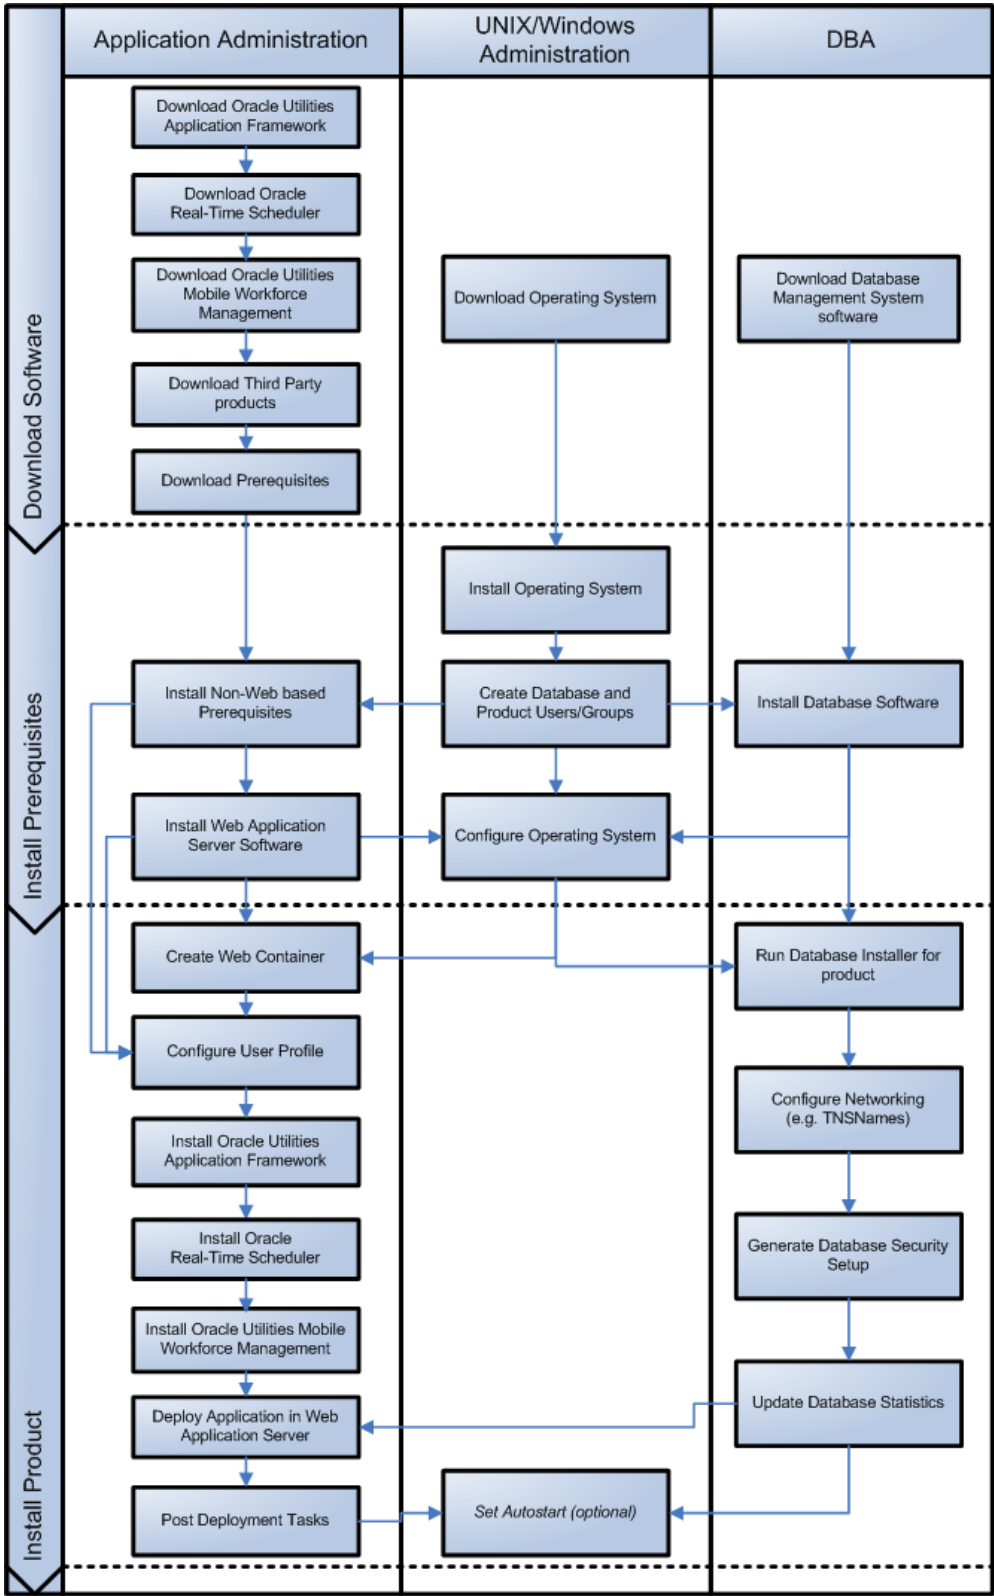 Application Administration
UNIX/Windows
Administration
DBA
Download Software
Download Oracle Utilities
Application Framework
Download Oracle
Real-Time Scheduler
Download Oracle Utilities
Mobile Workforce
Management
Download Operating System
Download Database
Management System
software
Download Third Party
products
Download Prerequisites
Install Prerequisites
Install Operating System
Install Non-Web based
Prerequisites
Create Database and
Product Users/Groups
Install Database Software
Install Web Application
Server Software
Configure Operating System
Install Product
Create Web Container
Run Database Installer for
product
Configure User Profile
Configure Networking
(e.g. TNSNames)
Install Oracle Utilities
Application Framework
Install Oracle
Real-Time Scheduler
Generate Database Security
Setup
Install Oracle Utilities Mobile
Workforce Management
Update Database Statistics
Deploy Application in Web
Application Server
Post Deployment Tasks
Set Autostart (optional)